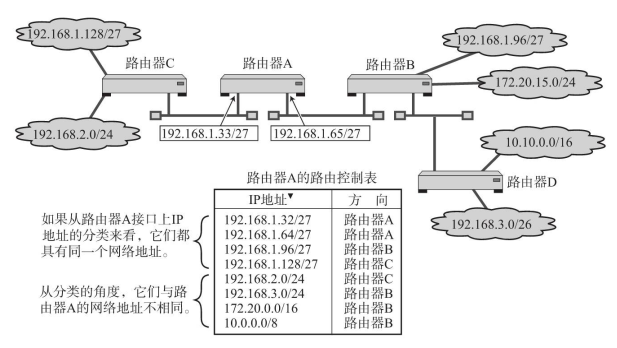 192.168.1.128/27
路由器C
路由器A
路由器B
192.168.1.96/27
172.20.15.0/24
192.168.2.0/24
192.168.1.33/27
192.168.1.65/27
10.10.0.0/16
路由器D
192.168.3.0/26
路由器A的路由控制表
IP地址▼ 方 向
192.168.1.32/27 路由器A
192.168.1.64/27 路由器A
192.168.1.96/27 路由器B
192.168.1.128/27 路由器C
192.168.2.0/24 路由器C
192.168.3.0/24 路由器B
172.20.0.0/16 路由器B
10.0.0.0/8 路由器B
如果从路由器A接口上IP
地址的分类来看，它们都
具有同一个网络地址。
从分类的角度，它们与路
由器A的网络地址不相同。